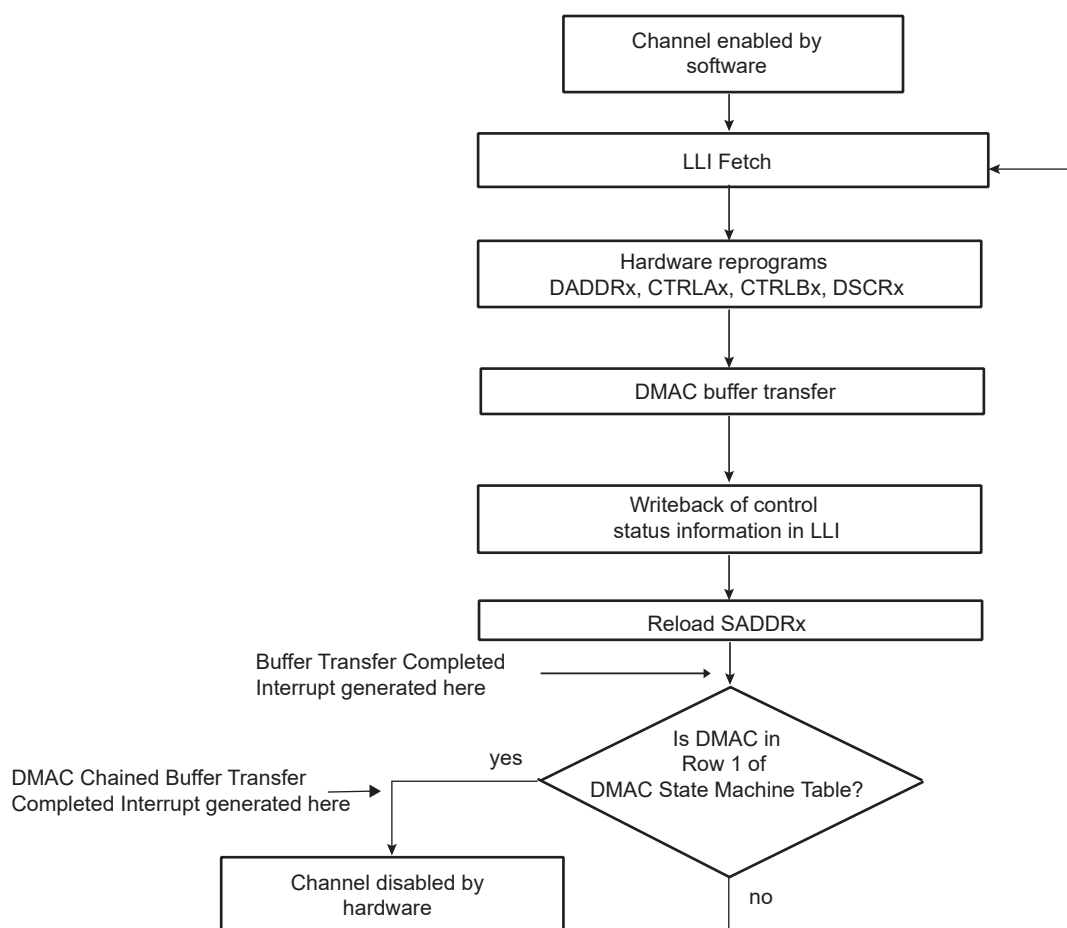 Channel enabled by
software
LLI Fetch
Hardware reprograms
DADDRx, CTRLAx, CTRLBx, DSCRx
DMAC buffer transfer
Writeback of control
status information in LLI
Reload SADDRx
Buffer Transfer Completed
Interrupt generated here
Is DMAC in
Row 1 of
DMAC State Machine Table?
yes
DMAC Chained Buffer Transfer
Completed Interrupt generated here
Channel disabled by
hardware
no